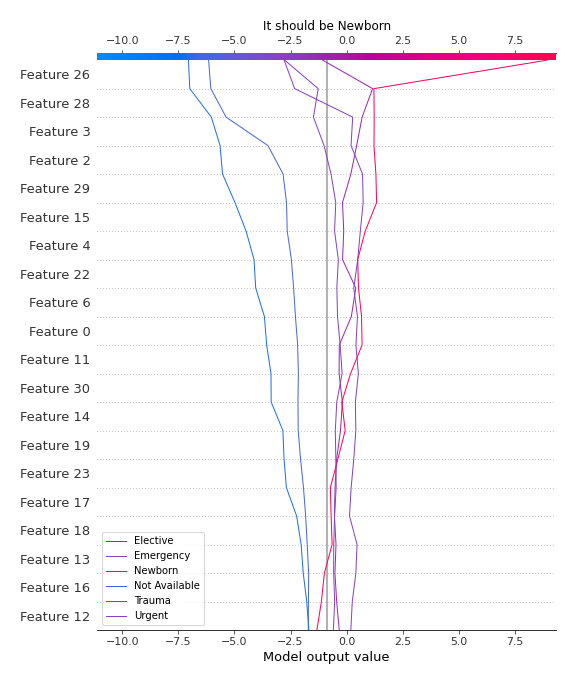 It should be Newborn
−10.0 −7.5 −5.0 −2.5 0.0 2.5 5.0 7.5
Feature 26
Feature 28
Feature 3
Feature 2
Feature 29
Feature 15
Feature 4
Feature 22
Feature 6
Feature 0
Feature 11
Feature 30
Feature 14
Feature 19
Feature 23
Feature 17
Feature 18
Feature 13
Feature 16
Feature 12
Elective
Emergency
Newborn
Not Available
Trauma
Urgent
−10.0 −7.5 −5.0 −2.5 0.0 2.5 5.0 7.5
Model output value